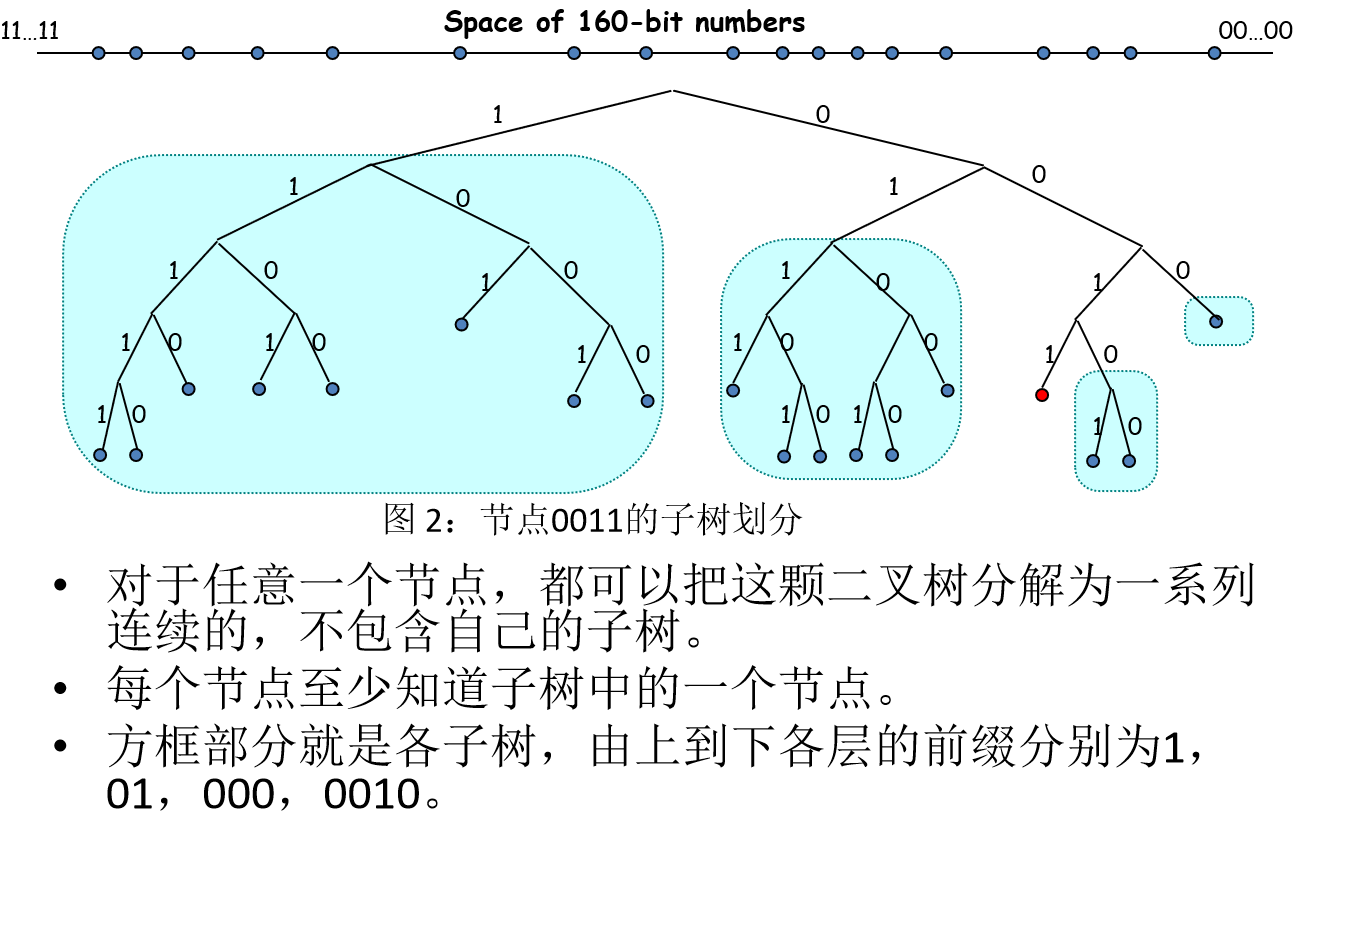 Space of 160-bit numbers
11…11 00…00
1 0
1 0 1 0
1 0 1 0 1 0 1 0
1 0 1 0 1 0 1 0 0 1 0
1 0 1 0 1 0 1 0
图 2：节点0011的子树划分
• 对于任意一个节点，都可以把这颗二叉树分解为一系列
连续的，不包含自己的子树。
• 每个节点至少知道子树中的一个节点。
• 方框部分就是各子树，由上到下各层的前缀分别为1，
01，000，0010。